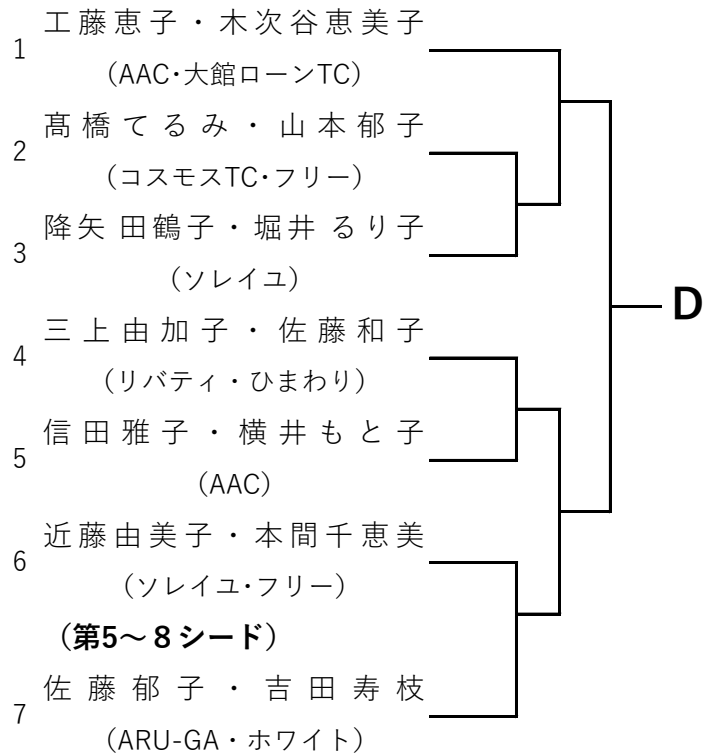 1 工藤恵子・木次谷恵美子
（AAC･大館ローンTC）
2 髙橋てるみ・山本郁子
（コスモスTC･フリー）
3 降矢 田鶴子・堀井 るり子
（ソレイユ）
D
4 三上由加子・佐藤和子
（リバティ・ひまわり）
5 信田雅子・横井もと子
（AAC）
6 近藤由美子・本間千恵美
（ソレイユ･フリー）
（第5～８シード）
7 佐藤郁子・吉田寿枝
（ARU-GA・ホワイト）